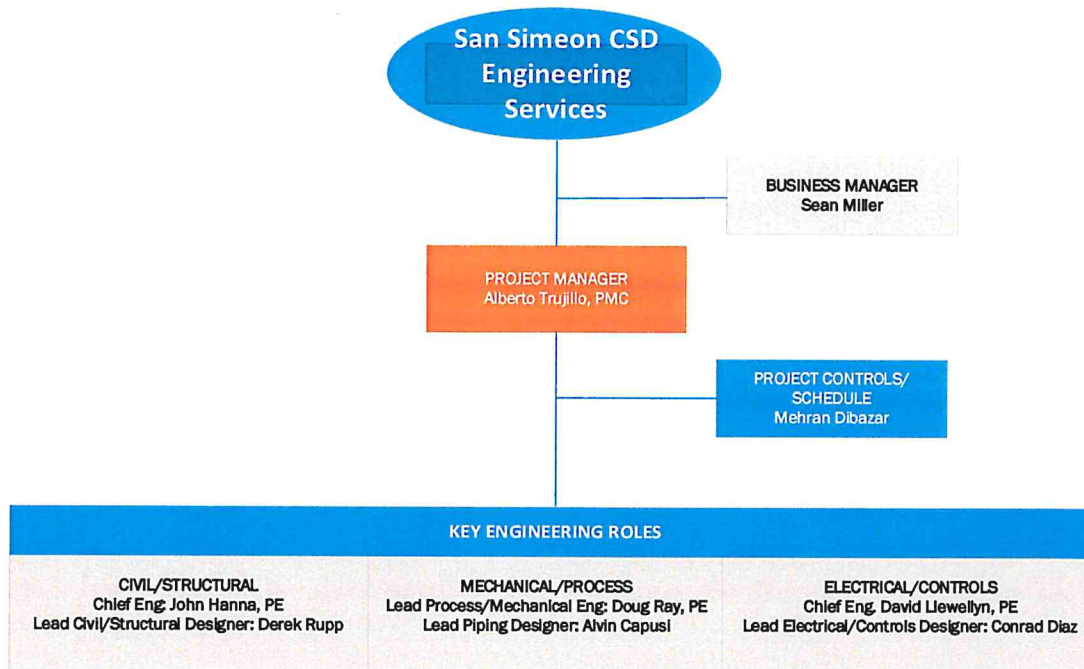 San Simeon CSD
Engineering
Services
BUSINESS MANAGER
Sean Miller
PROJECT MANAGER
Alberto Trujillo, PMC
PROJECT CONTROLS/
SCHEDULE
Mehran Dibazar
KEY ENGINEERING ROLES
CIVIL/STRUCTURAL
Chief Eng: John Hanna, PE
Lead Civil/Structural Designer: Derek Rupp
MECHANICAL/PROCESS
Lead Process/Mechanical Eng: Doug Ray, PE
Lead Piping Designer: Alvin Capusi
ELECTRICAL/CONTROLS
Chief Eng. David Llewellyn, PE
Lead Electrical/Controls Designer: Conrad Diaz